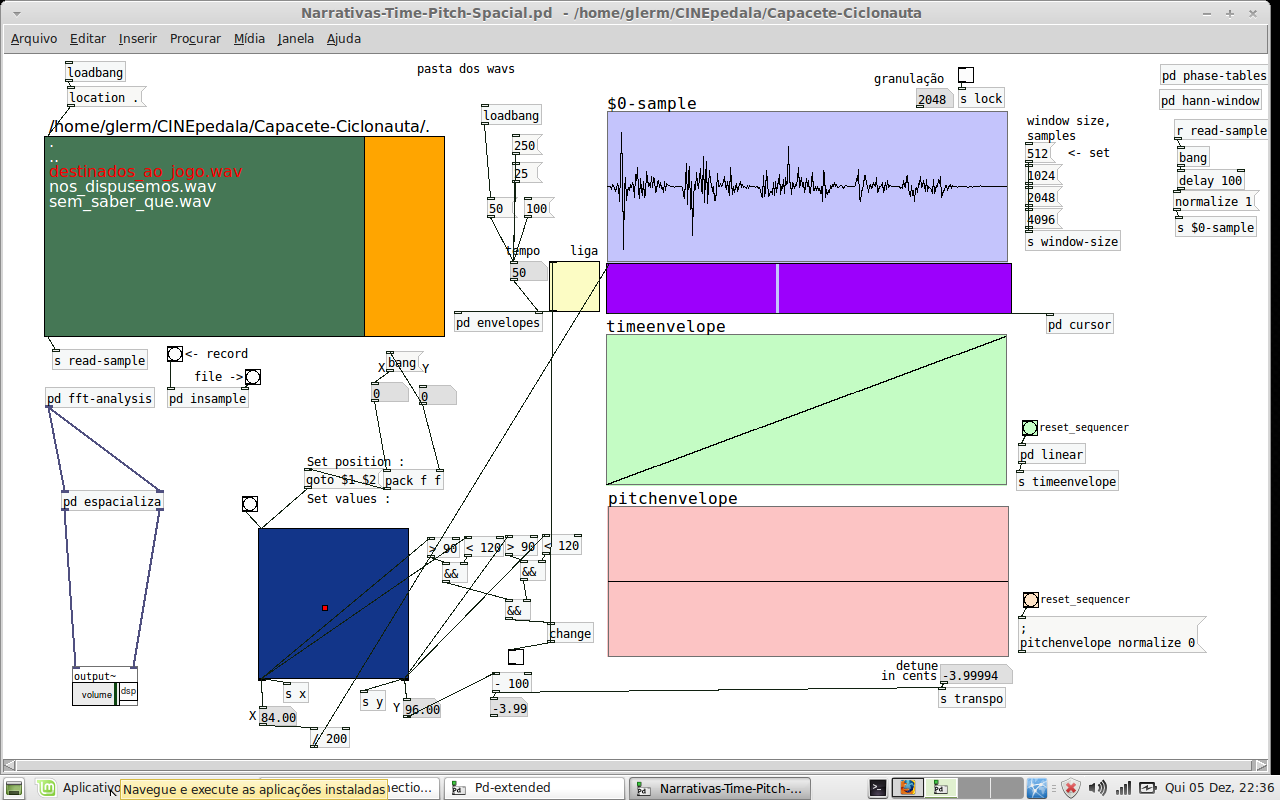 Narrativas-Time-Pitch-Spacial.pd - /home/glerm/CINEpedala/Capacete-Ciclonauta
Arquivo Editar Inserir Procurar Mídia Janela Ajuda
loadbang
location .
pasta dos wavs
/home/glerm/CINEpedala/Capacete-Ciclonauta/.
.
..
destinados_ao_jogo.wav
nos_dispusemos.wav
sem_saber_que.wav
s read-sample
<- record
file ->
pd insample
pd fft-analysis
pd espacializa
output~
volume
dsp
loadbang
250
25
50
100
tempo
50
liga
pd envelopes
bang
X
Y
0
0
Set position :
goto $1 $2
pack f f
Set values :
> 90
< 120
> 90
< 120
&&
&&
&&
change
s x
s y
X
84.00
Y
96.00
/ 200
- 100
-3.99
granulação
2048
s lock
$0-sample
window size,
samples
512
<- set
1024
2048
4096
s window-size
pd phase-tables
pd hann-window
r read-sample
bang
delay 100
normalize 1
s $0-sample
pd cursor
timeenvelope
reset_sequencer
pd linear
s timeenvelope
pitchenvelope
reset_sequencer
;
pitchenvelope normalize 0
detune
in cents
-3.99994
s transpo
Navegue e execute as aplicações instaladas
Pd-extended
Narrativas-Time-Pitch-...
Qui 05 Dez, 22:36